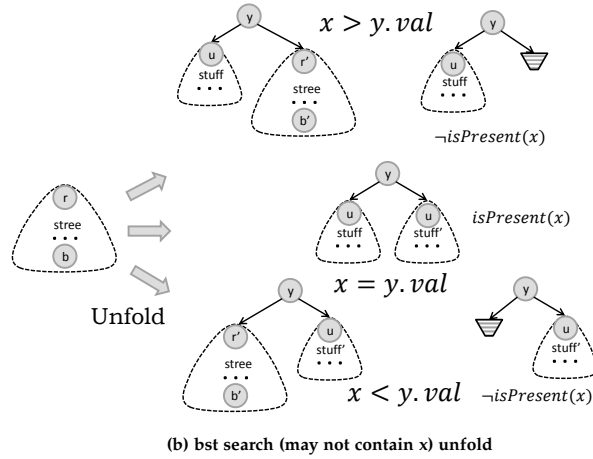 y
x > y.val
y
u
stuff
• • •
r'
stree
• • •
b'
u
stuff
• • •
¬isPresent(x)
r
stree
• • •
b
Unfold
y
u
stuff
• • •
u
stuff'
• • •
isPresent(x)
x = y.val
y
r'
stree
• • •
b'
u
stuff'
• • •
x < y.val
y
u
stuff'
• • •
¬isPresent(x)
(b) bst search (may not contain x) unfold